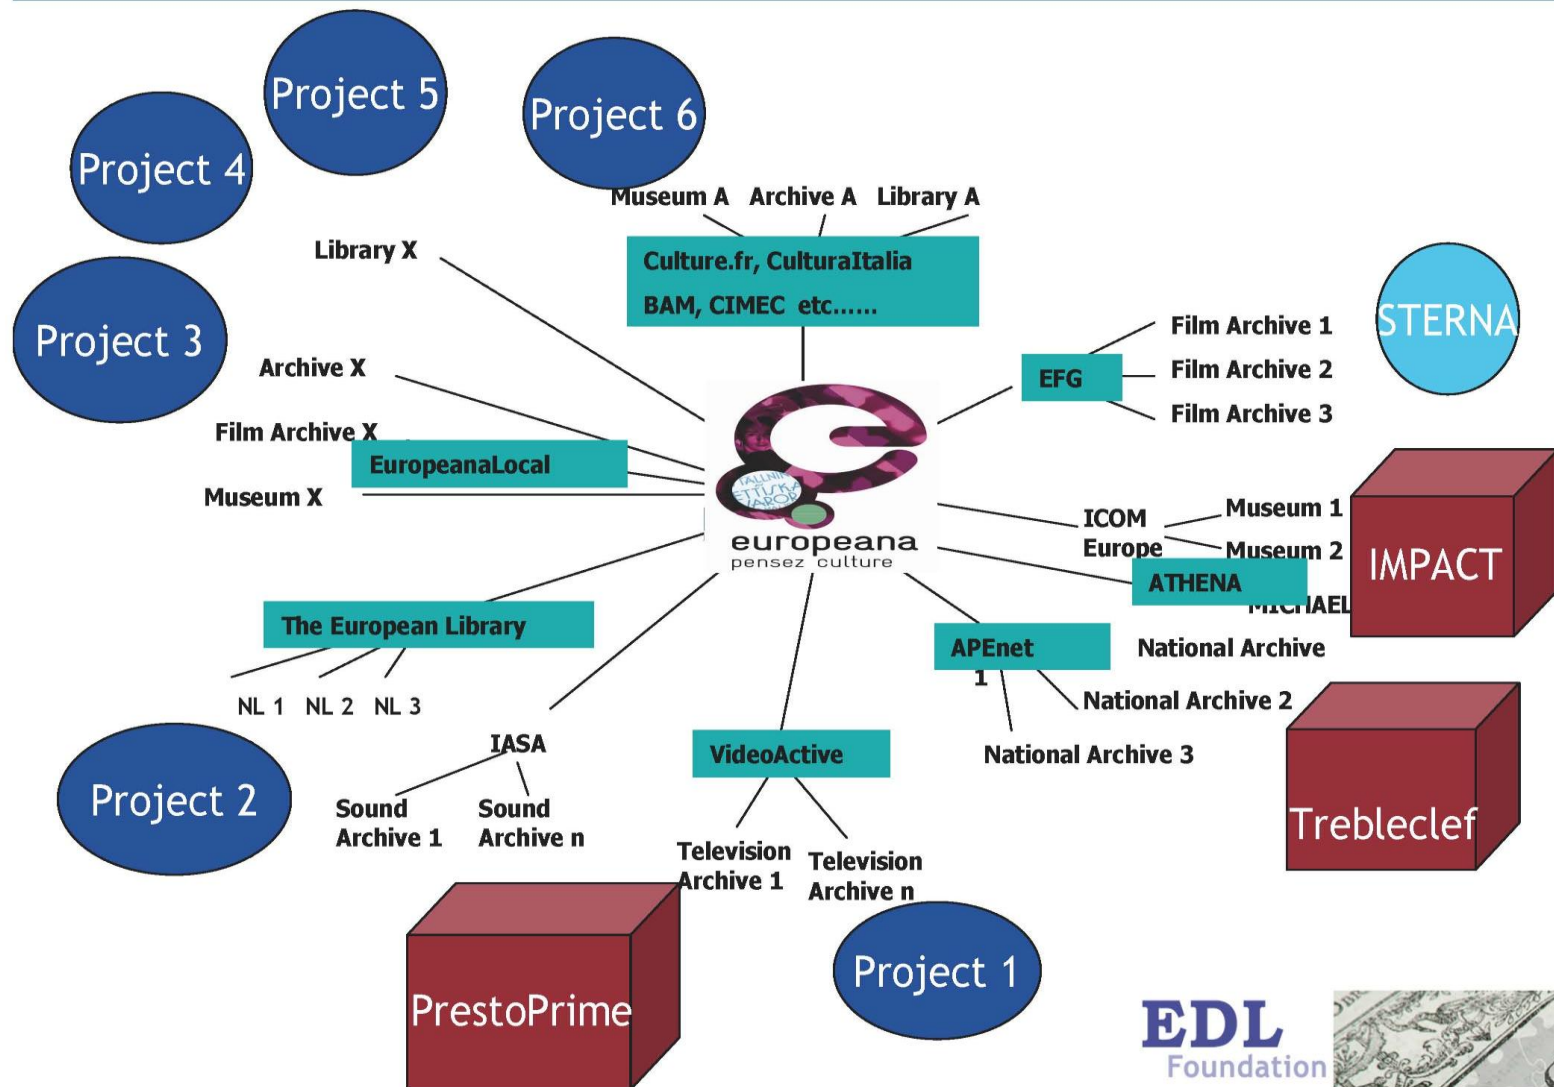 Project 5
Project 6
Project 4
Museum A Archive A Library A
Library X
Culture.fr, CulturaItalia
BAM, CIMEC etc......
STERNA
Project 3
Film Archive 1
Film Archive 2
Film Archive 3
EFG
Archive X
Film Archive X
EuropeanaLocal
Museum X
europeana
pensez culture
ICOM
Europe
Museum 1
Museum 2
ATHENA
MICHAEL
IMPACT
The European Library
NL 1 NL 2 NL 3
APEnet
National Archive
1
National Archive 2
National Archive 3
Project 2
IASA
Sound
Archive 1
Sound
Archive n
VideoActive
Television
Archive 1
Television
Archive n
Trebleclef
PrestoPrime
Project 1
EDL
Foundation